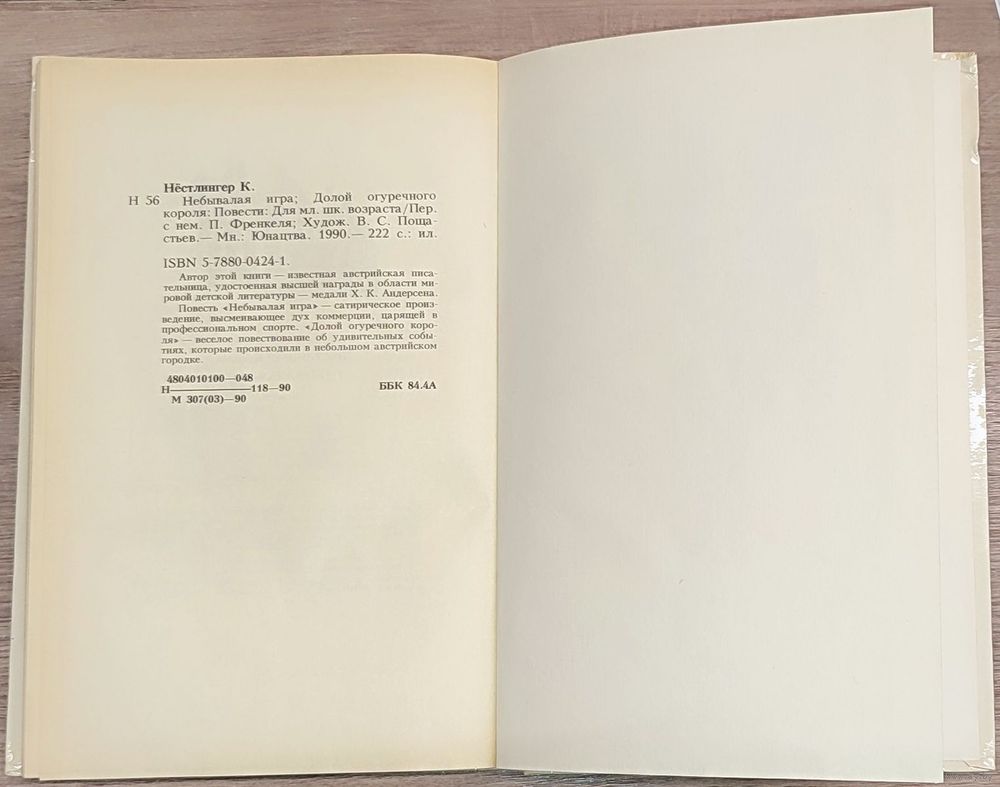 Нёстлингер К.
Н 56 Небывалая игра; Долой огуречного
короля: Повести: Для мл. шк. возраста/Пер.
с нем. П. Френкеля; Худож. В. С. Поща-
стьев.— Мн.: Юнацтва. 1990.— 222 с.: ил.
ISBN 5-7880-0424-1.
Автор этой книги — известная австрийская писа-
тельница, удостоенная высшей награды в области ми-
ровой детской литературы — медали Х. К. Андерсена.
Повесть «Небывалая игра» — сатирическое произ-
ведение, высмеивающее дух коммерции, царящей в
профессиональном спорте. «Долой огуречного коро-
ля» — веселое повествование об удивительных собы-
тиях, которые происходили в небольшом австрийском
городке.
4804010100—048
Н—————118—90
М 307(03)—90
ББК 84.4А